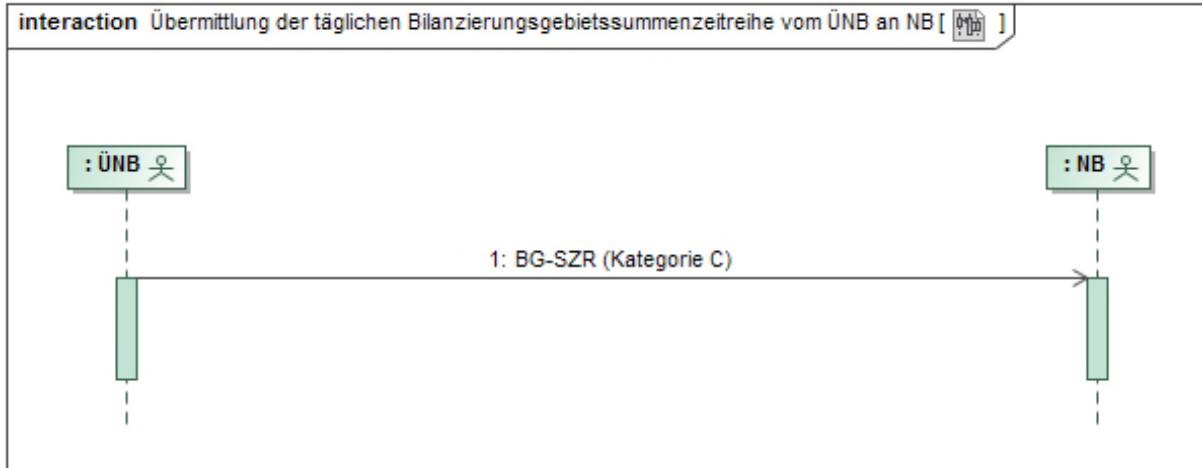 interaction Übermittlung der täglichen Bilanzierungsgebietssummenzeitreihe vom ÜNB an NB [ ]
: ÜNB
: NB
1: BG-SZR (Kategorie C)